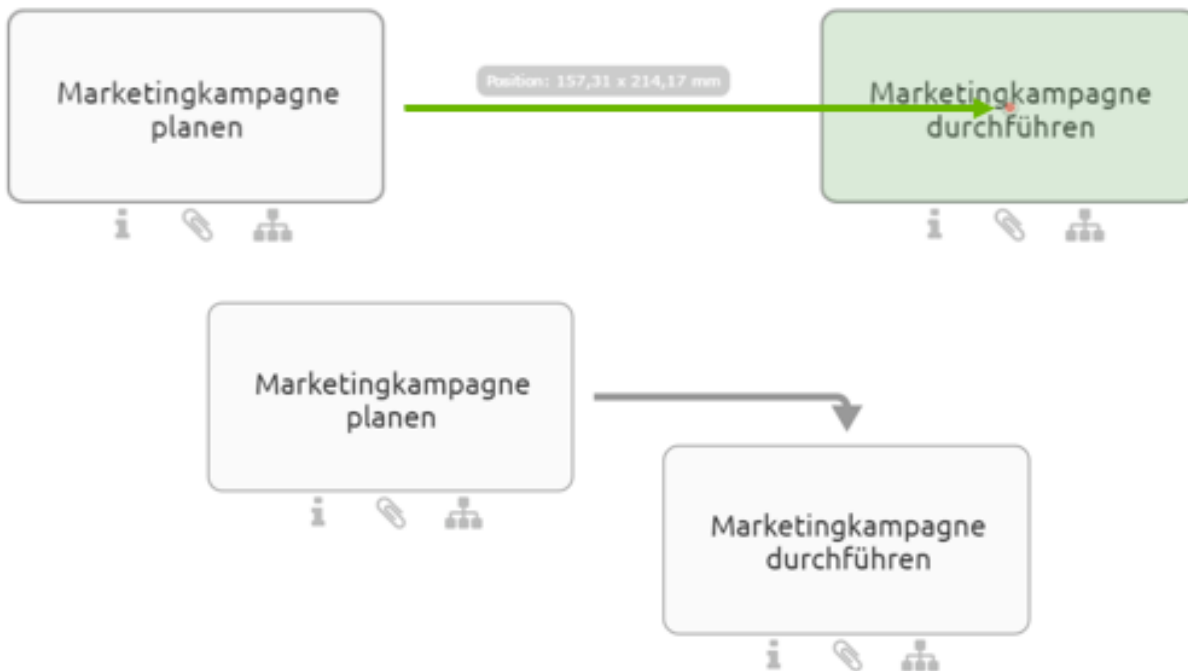 Marketingkampagne
planen
Position: 157,31 x 214,17 mm
Marketingkampagne
durchführen
Marketingkampagne
planen
Marketingkampagne
durchführen